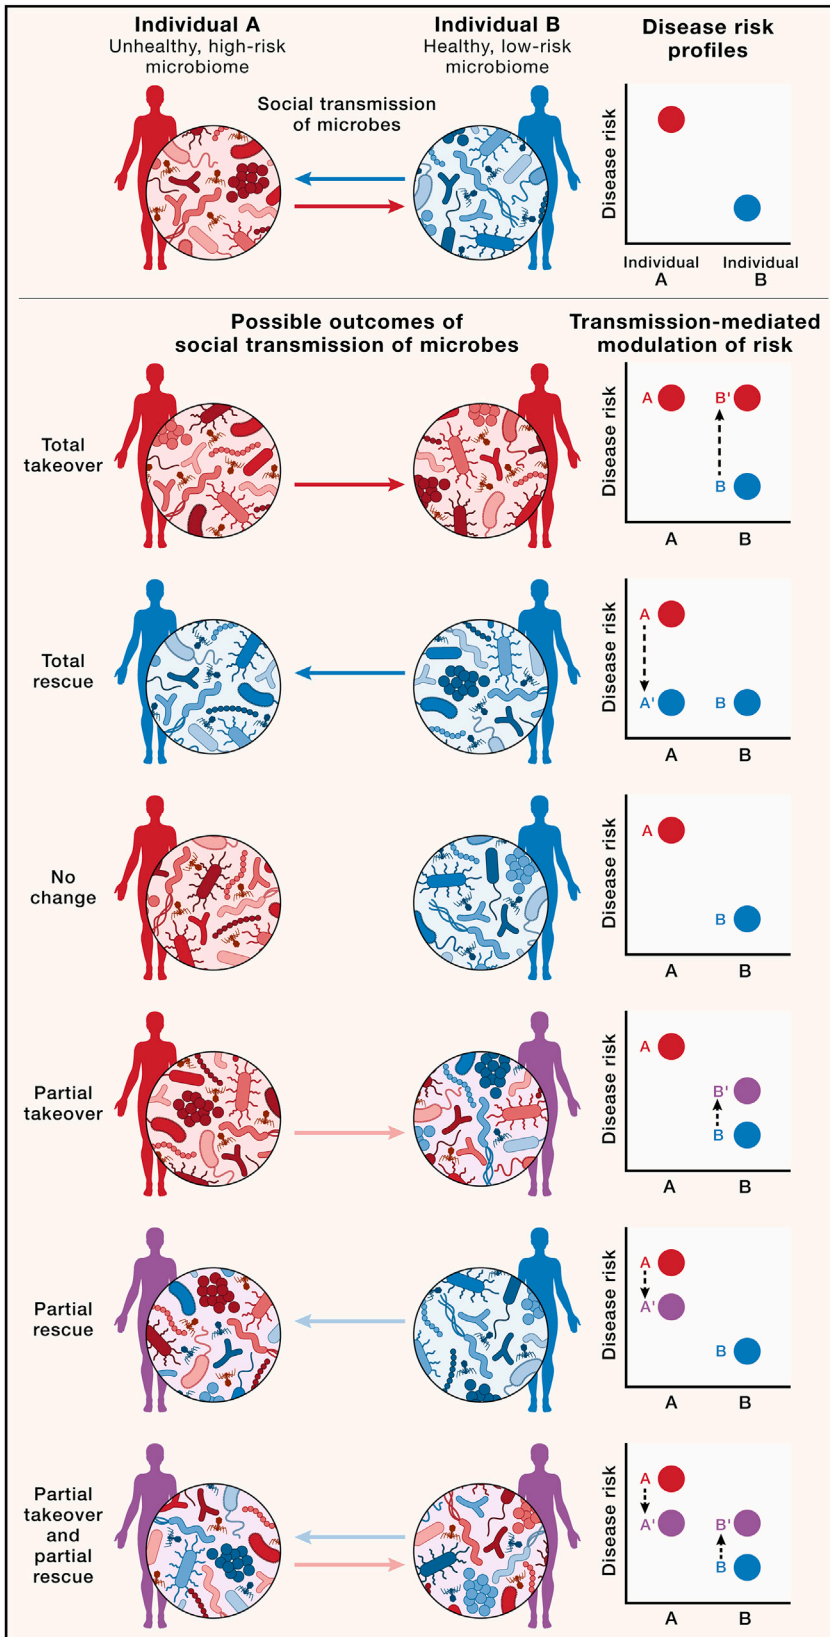 Individual A
Unhealthy, high-risk
microbiome
Individual B
Healthy, low-risk
microbiome
Disease risk
profiles
Social transmission
of microbes
Disease risk
Individual
A
Individual
B
Possible outcomes of
social transmission of microbes
Transmission-mediated
modulation of risk
Total
takeover
Disease risk
A
B'
B
A
B
Total
rescue
Disease risk
A
A'
B
A
B
No
change
Disease risk
A
B
A
B
Partial
takeover
Disease risk
A
B'
B
A
B
Partial
rescue
Disease risk
A
A'
B
A
B
Partial
takeover
and
partial
rescue
Disease risk
A
A'
B'
B
A
B